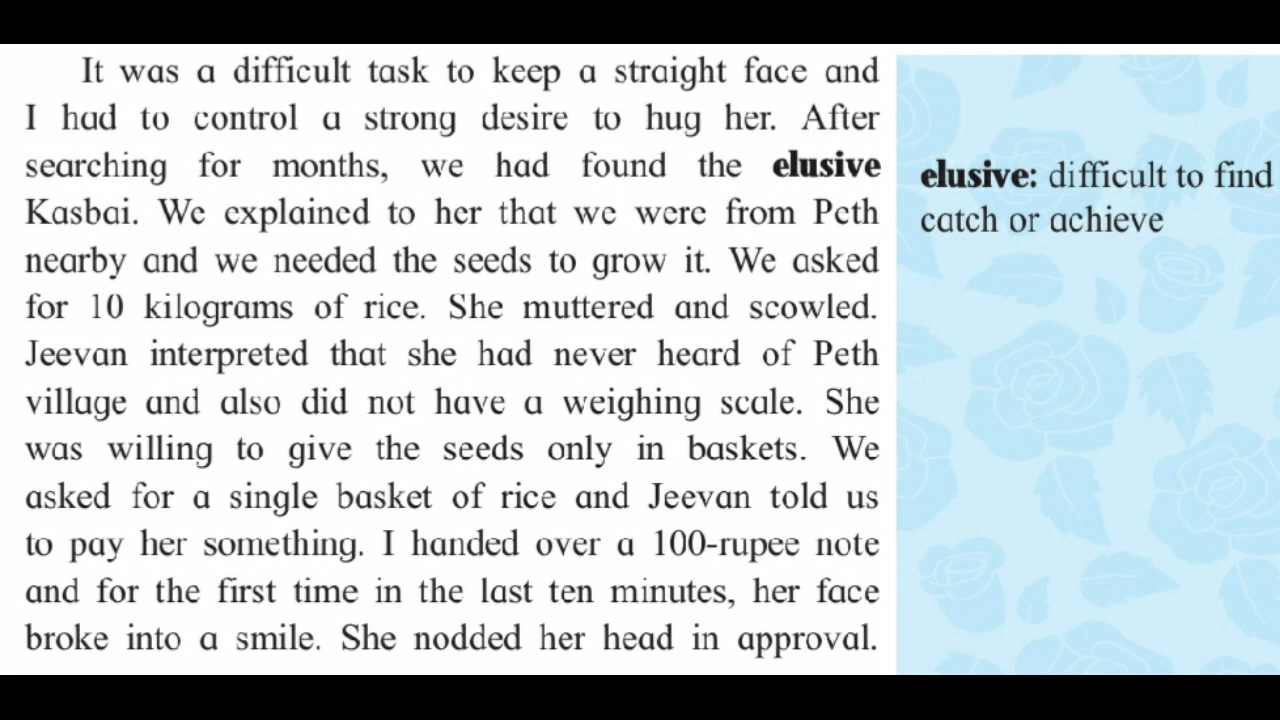 It was a difficult task to keep a straight face and
I had to control a strong desire to hug her. After
searching for months, we had found the elusive
Kasbai. We explained to her that we were from Peth
nearby and we needed the seeds to grow it. We asked
for 10 kilograms of rice. She muttered and scowled.
Jeevan interpreted that she had never heard of Peth
village and also did not have a weighing scale. She
was willing to give the seeds only in baskets. We
asked for a single basket of rice and Jeevan told us
to pay her something. I handed over a 100-rupee note
and for the first time in the last ten minutes, her face
broke into a smile. She nodded her head in approval.
elusive: difficult to find
catch or achieve